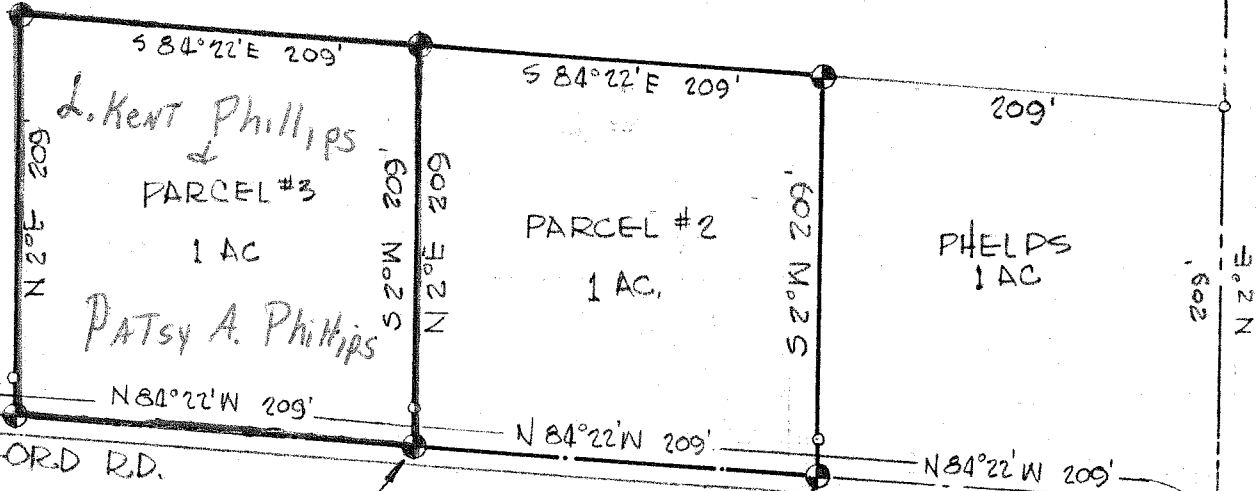 S 84°22'E 209'
S 84°22'E 209'
209'
L. Kent Phillips
&
PARCEL #3
1 AC
Patsy A. Phillips
N 2°E 209'
S 2°W 209'
N 2°E 209
PARCEL #2
1 AC.
S 2°W 209'
PHELPS
1 AC
209'
N 2°E
N 84°22'W 209'
N 84°22'W 209'
N 84°22'W 209'
ORD RD.